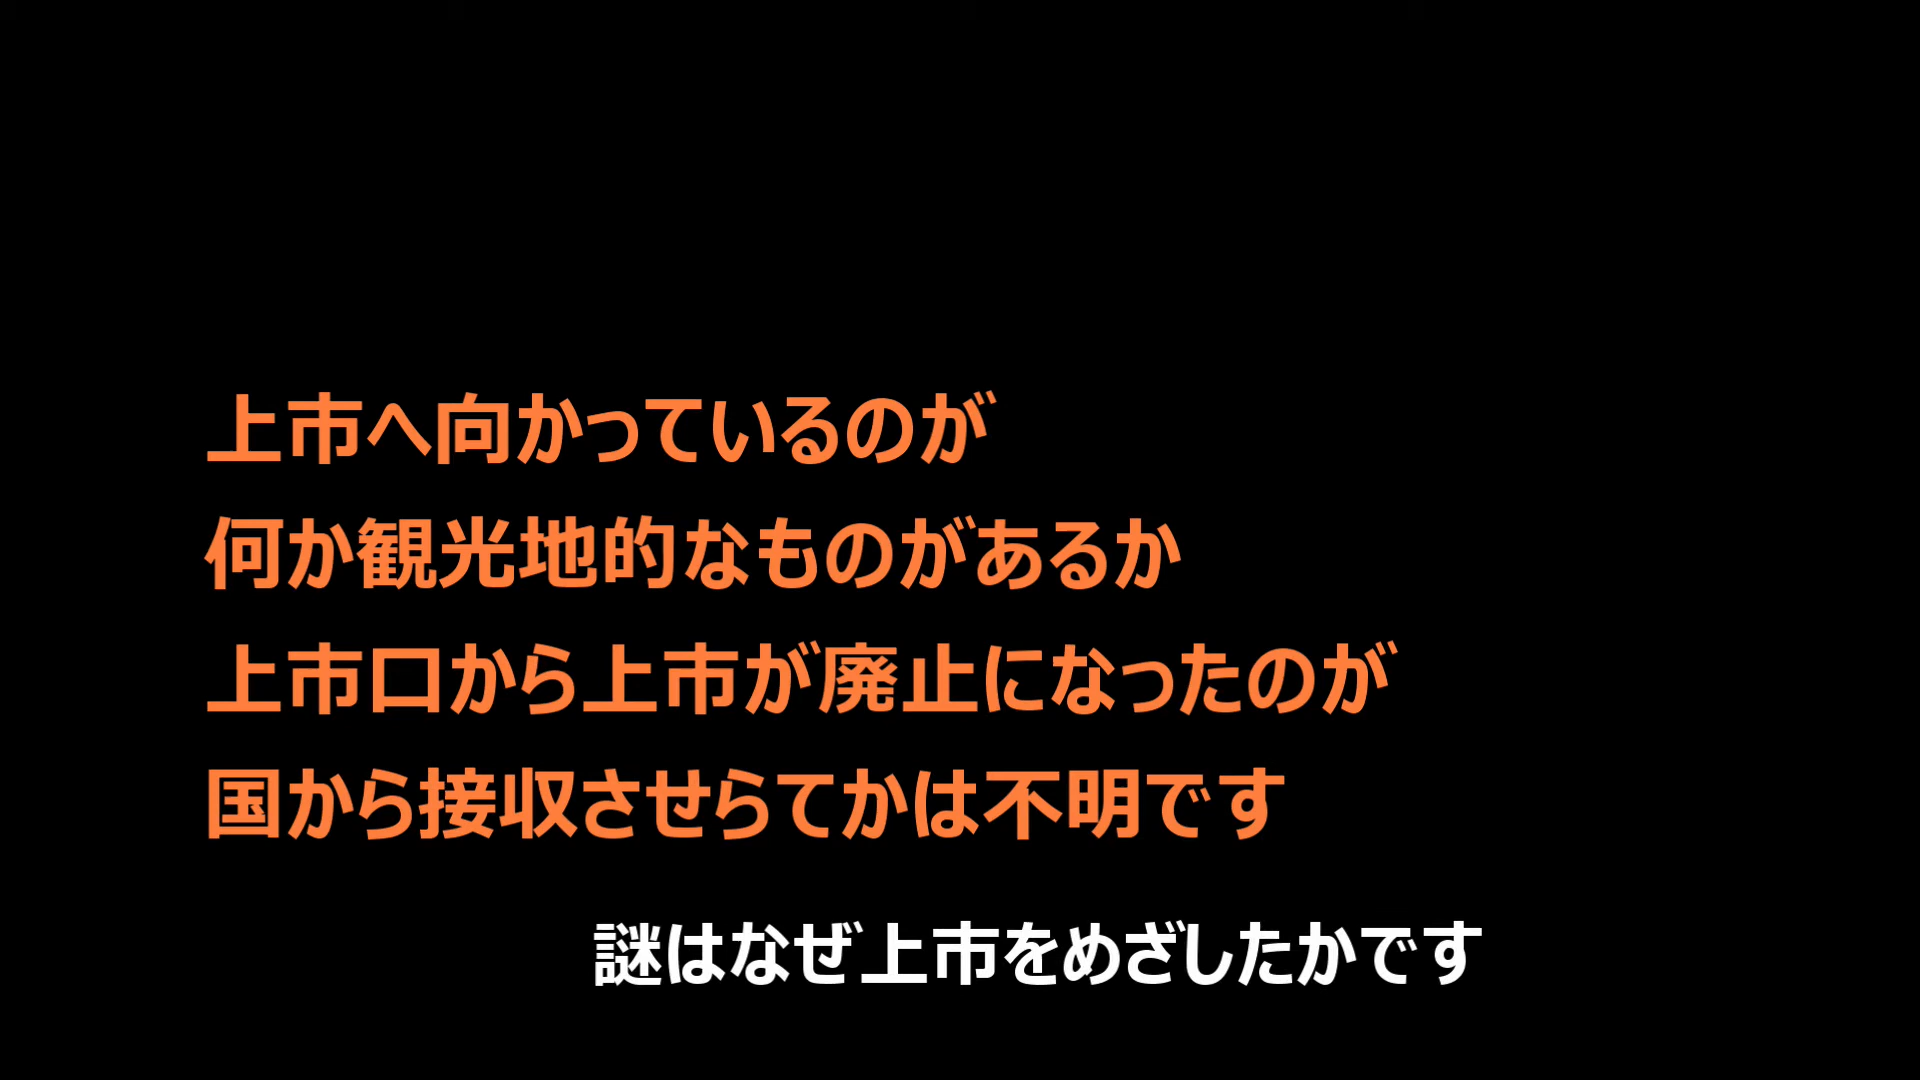 上市へ向かっているのが
何か観光地的なものがあるか
上市口から上市が廃止になったのが
国から接収させらてかは不明です
謎はなぜ上市をめざしたかです